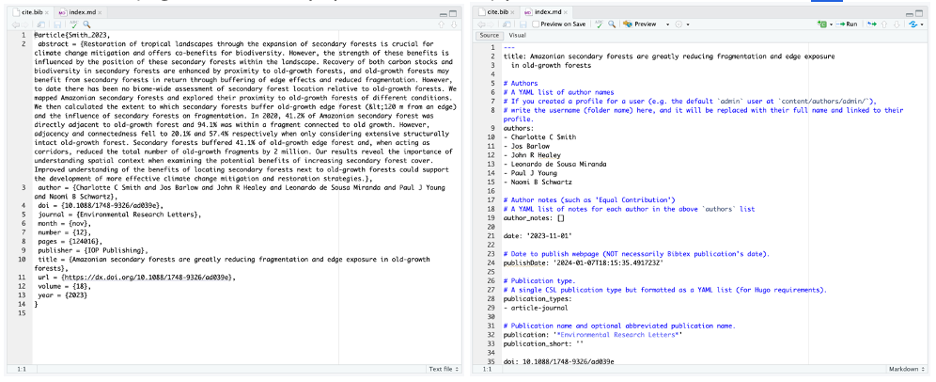 cite.bib × index.md ×
1 @article{Smith_2023,
2 abstract = {Restoration of tropical landscapes through the expansion of secondary forests is crucial for
climate change mitigation and offers co-benefits for biodiversity. However, the strength of these benefits is
influenced by the position of these secondary forests within the landscape. Recovery of both carbon stocks and
biodiversity in secondary forests are enhanced by proximity to old-growth forests, and old-growth forests may
benefit from secondary forests in return through buffering of edge effects and reduced fragmentation. However,
to date there has been no biome-wide assessment of secondary forest location relative to old-growth forests. We
mapped Amazonian secondary forests and explored their proximity to old-growth forests of different conditions.
We then calculated the extent to which secondary forests buffer old-growth edge forest (&lt;120 m from an edge)
and the influence of secondary forests on fragmentation. In 2020, 41.2% of Amazonian secondary forest was
directly adjacent to old-growth forest and 94.1% was within a fragment connected to old growth. However,
adjacency and connectedness fell to 20.1% and 57.4% respectively when only considering extensive structurally
intact old-growth forest. Secondary forests buffered 41.1% of old-growth edge forest and, when acting as
corridors, reduced the total number of old-growth fragments by 2 million. Our results reveal the importance of
understanding spatial context when examining the potential benefits of increasing secondary forest cover.
Improved understanding of the benefits of locating secondary forests next to old-growth forests could support
the development of more effective climate change mitigation and restoration strategies.},
3 author = {Charlotte C Smith and Jos Barlow and John R Healey and Leonardo de Sousa Miranda and Paul J Young
and Naomi B Schwartz},
4 doi = {10.1088/1748-9326/ad039e},
5 journal = {Environmental Research Letters},
6 month = {nov},
7 number = {12},
8 pages = {124016},
9 publisher = {IOP Publishing},
10 title = {Amazonian secondary forests are greatly reducing fragmentation and edge exposure in old-growth
forests},
11 url = {https://dx.doi.org/10.1088/1748-9326/ad039e},
12 volume = {18},
13 year = {2023}
14 }
15
1:1 Text file
cite.bib × index.md ×
Preview on Save Preview Run
Source Visual
1 ---
2 title: Amazonian secondary forests are greatly reducing fragmentation and edge exposure
3 in old-growth forests
4
5 # Authors
6 # A YAML list of author names
7 # If you created a profile for a user (e.g. the default `admin` user at `content/authors/admin/`),
8 # write the username (folder name) here, and it will be replaced with their full name and linked to their
profile.
9 authors:
10 - Charlotte C Smith
11 - Jos Barlow
12 - John R Healey
13 - Leonardo de Sousa Miranda
14 - Paul J Young
15 - Naomi B Schwartz
16
17 # Author notes (such as 'Equal Contribution')
18 # A YAML list of notes for each author in the above `authors` list
19 author_notes: []
20
21 date: '2023-11-01'
22
23 # Date to publish webpage (NOT necessarily Bibtex publication's date).
24 publishDate: '2024-01-07T18:15:35.491723Z'
25
26 # Publication type.
27 # A single CSL publication type but formatted as a YAML list (for Hugo requirements).
28 publication_types:
29 - article-journal
30
31 # Publication name and optional abbreviated publication name.
32 publication: '*Environmental Research Letters*'
33 publication_short: ''
34
35 doi: 10.1088/1748-9326/ad039e
1:1 Markdown